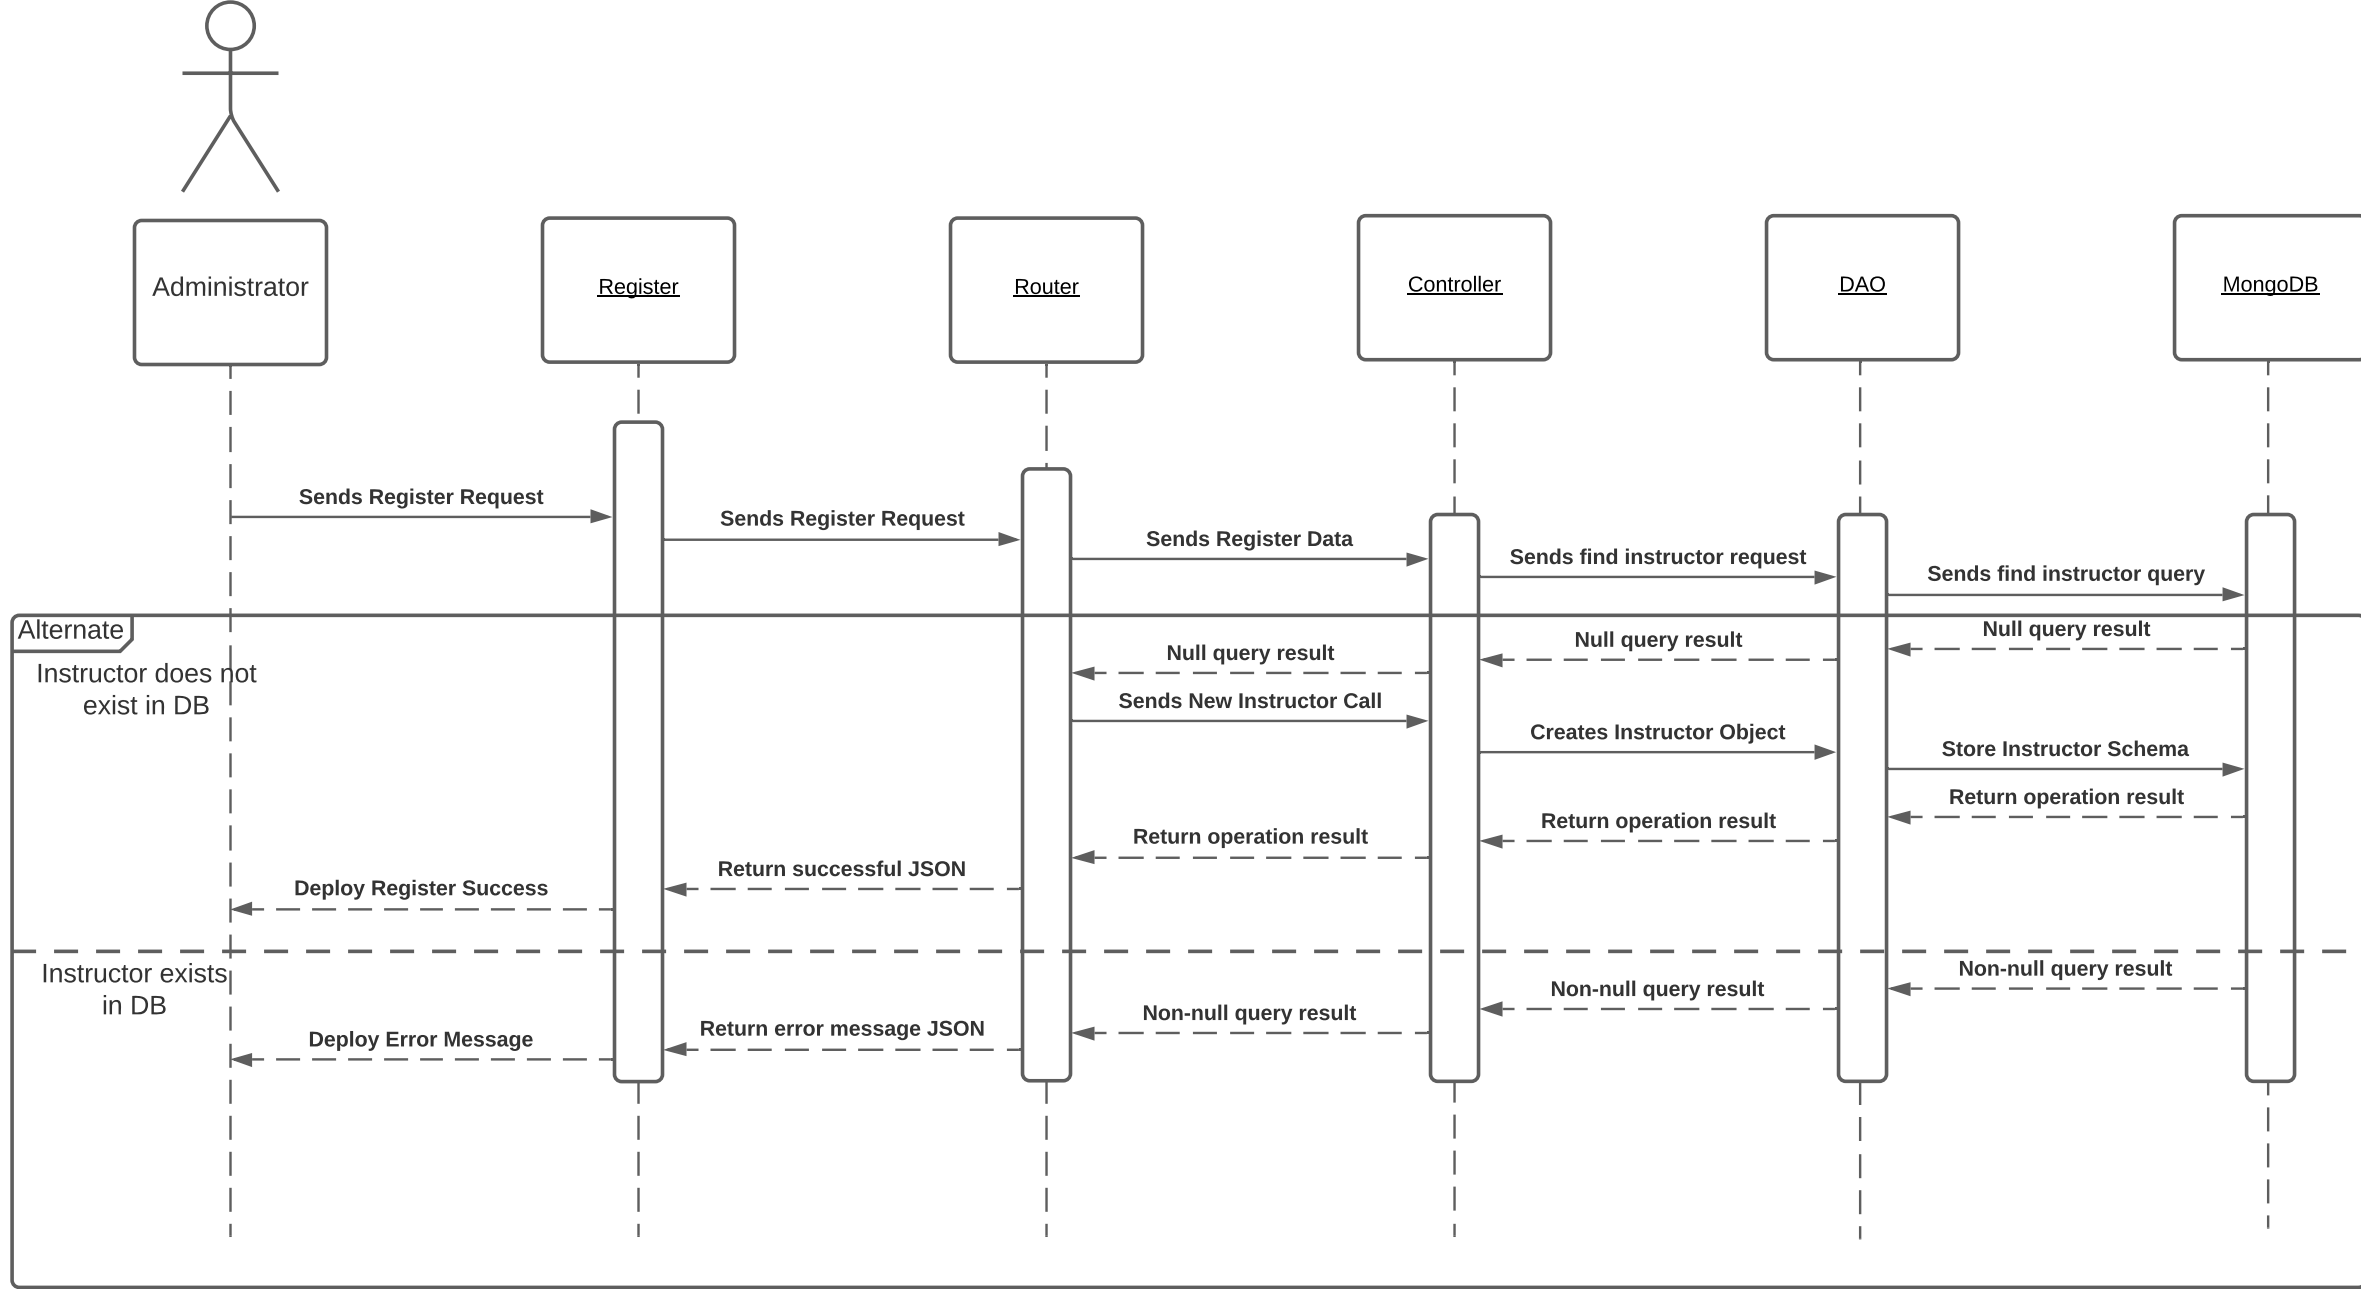 Administrator
Register
Router
Controller
DAO
MongoDB
Sends Register Request
Sends Register Request
Sends Register Data
Sends find instructor request
Sends find instructor query
Alternate
Instructor does not
exist in DB
Null query result
Null query result
Null query result
Sends New Instructor Call
Creates Instructor Object
Store Instructor Schema
Return operation result
Return operation result
Return operation result
Return successful JSON
Deploy Register Success
Instructor exists
in DB
Non-null query result
Non-null query result
Non-null query result
Return error message JSON
Deploy Error Message